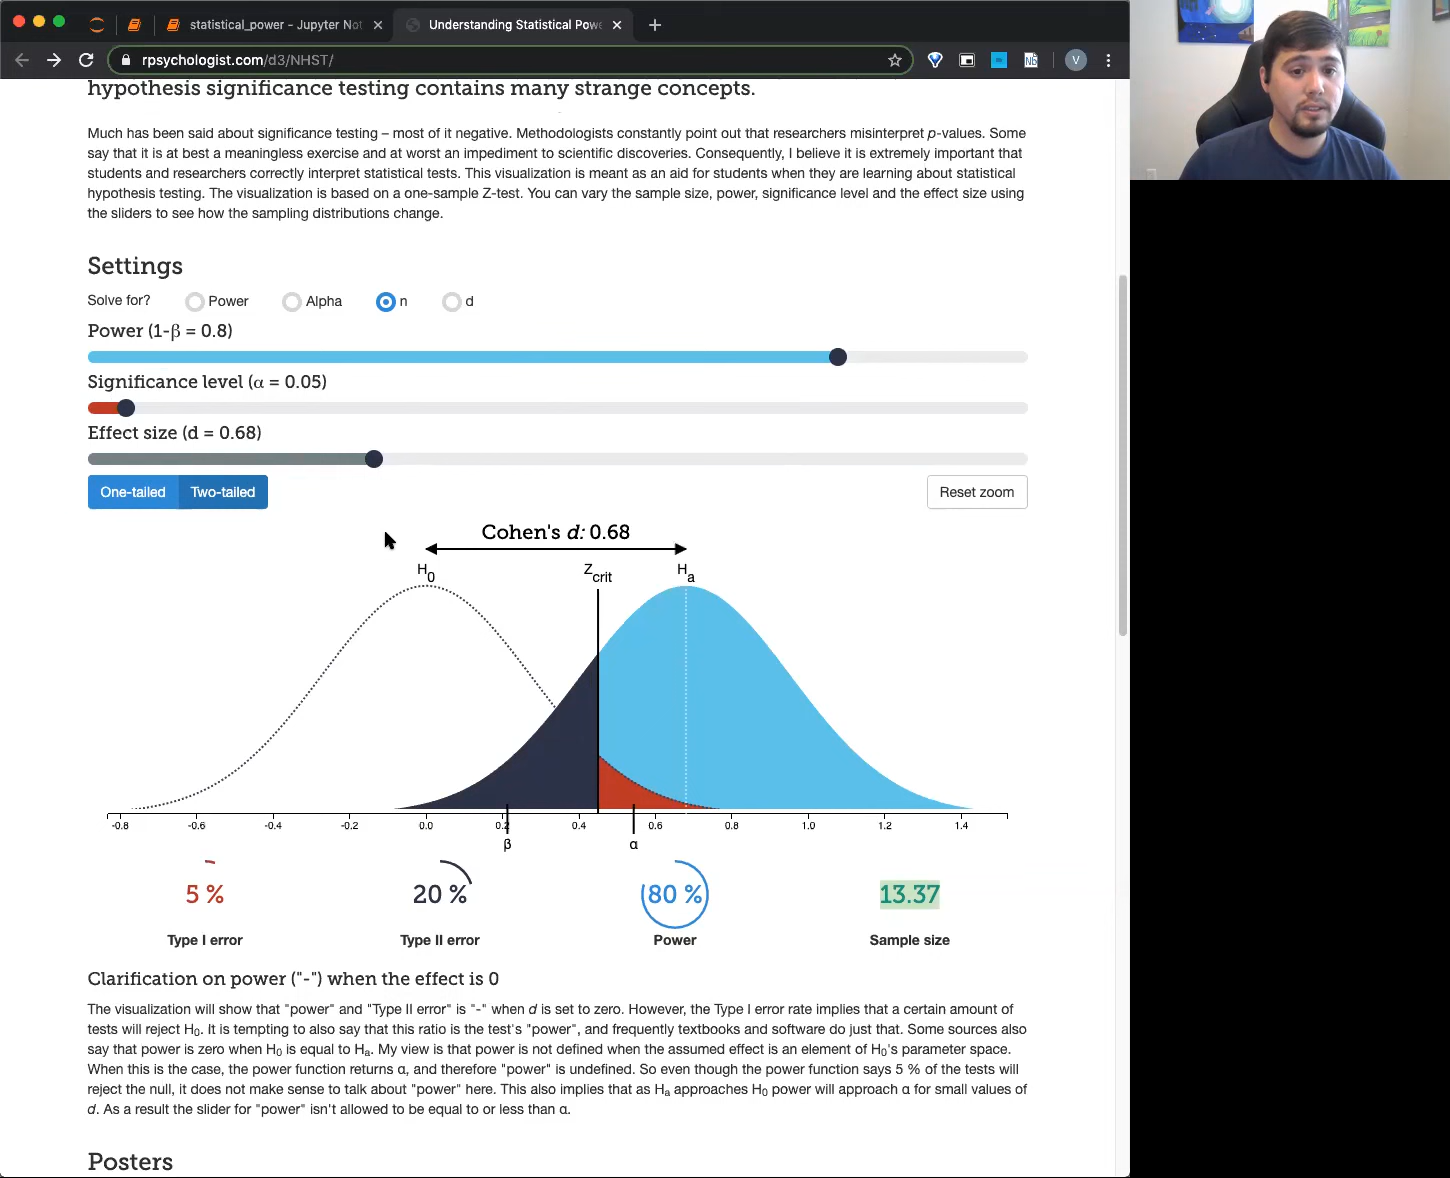 statistical_power - Jupyter Not
Understanding Statistical Pow
rpsychologist.com/d3/NHST/
V
hypothesis significance testing contains many strange concepts.
Much has been said about significance testing – most of it negative. Methodologists constantly point out that researchers misinterpret p-values. Some
say that it is at best a meaningless exercise and at worst an impediment to scientific discoveries. Consequently, I believe it is extremely important that
students and researchers correctly interpret statistical tests. This visualization is meant as an aid for students when they are learning about statistical
hypothesis testing. The visualization is based on a one-sample Z-test. You can vary the sample size, power, significance level and the effect size using
the sliders to see how the sampling distributions change.
Settings
Solve for? Power Alpha n d
Power (1-β = 0.8)
Significance level (α = 0.05)
Effect size (d = 0.68)
One-tailed Two-tailed Reset zoom
Cohen's d: 0.68
H0 Zcrit Ha
-0.8 -0.6 -0.4 -0.2 0.0 0.2 0.4 0.6 0.8 1.0 1.2 1.4
β α
5 % 20 % 80 % 13.37
Type I error Type II error Power Sample size
Clarification on power ("-") when the effect is 0
The visualization will show that "power" and "Type II error" is "-" when d is set to zero. However, the Type I error rate implies that a certain amount of
tests will reject H0. It is tempting to also say that this ratio is the test's "power", and frequently textbooks and software do just that. Some sources also
say that power is zero when H0 is equal to Ha. My view is that power is not defined when the assumed effect is an element of H0's parameter space.
When this is the case, the power function returns α, and therefore "power" is undefined. So even though the power function says 5 % of the tests will
reject the null, it does not make sense to talk about "power" here. This also implies that as Ha approaches H0 power will approach α for small values of
d. As a result the slider for "power" isn't allowed to be equal to or less than α.
Posters